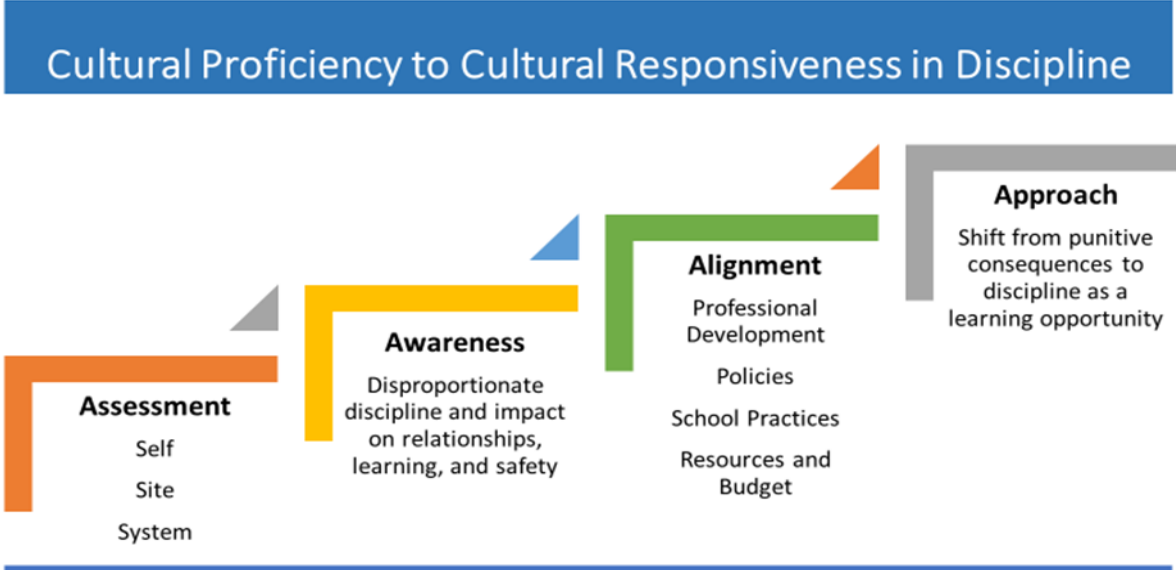 Cultural Proficiency to Cultural Responsiveness in Discipline
Assessment
Self
Site
System
Awareness
Disproportionate
discipline and impact
on relationships,
learning, and safety
Alignment
Professional
Development
Policies
School Practices
Resources and
Budget
Approach
Shift from punitive
consequences to
discipline as a
learning opportunity